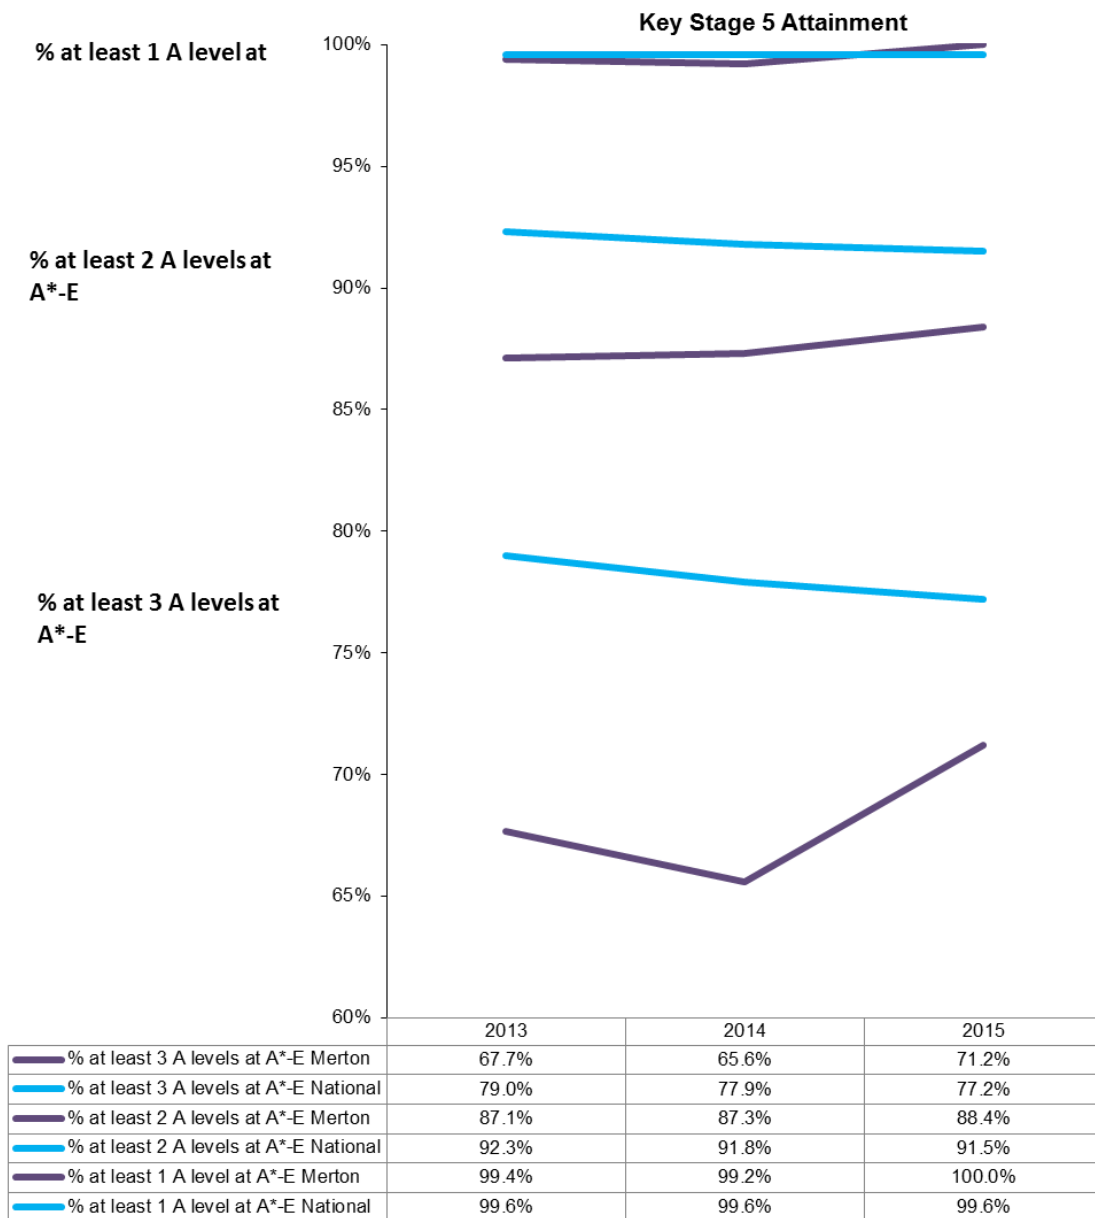 Key Stage 5 Attainment
% at least 1 A level at
% at least 2 A levels at
A*-E
% at least 3 A levels at
A*-E
100%
95%
90%
85%
80%
75%
70%
65%
60%
2013 2014 2015
% at least 3 A levels at A*-E Merton 67.7% 65.6% 71.2%
% at least 3 A levels at A*-E National 79.0% 77.9% 77.2%
% at least 2 A levels at A*-E Merton 87.1% 87.3% 88.4%
% at least 2 A levels at A*-E National 92.3% 91.8% 91.5%
% at least 1 A level at A*-E Merton 99.4% 99.2% 100.0%
% at least 1 A level at A*-E National 99.6% 99.6% 99.6%